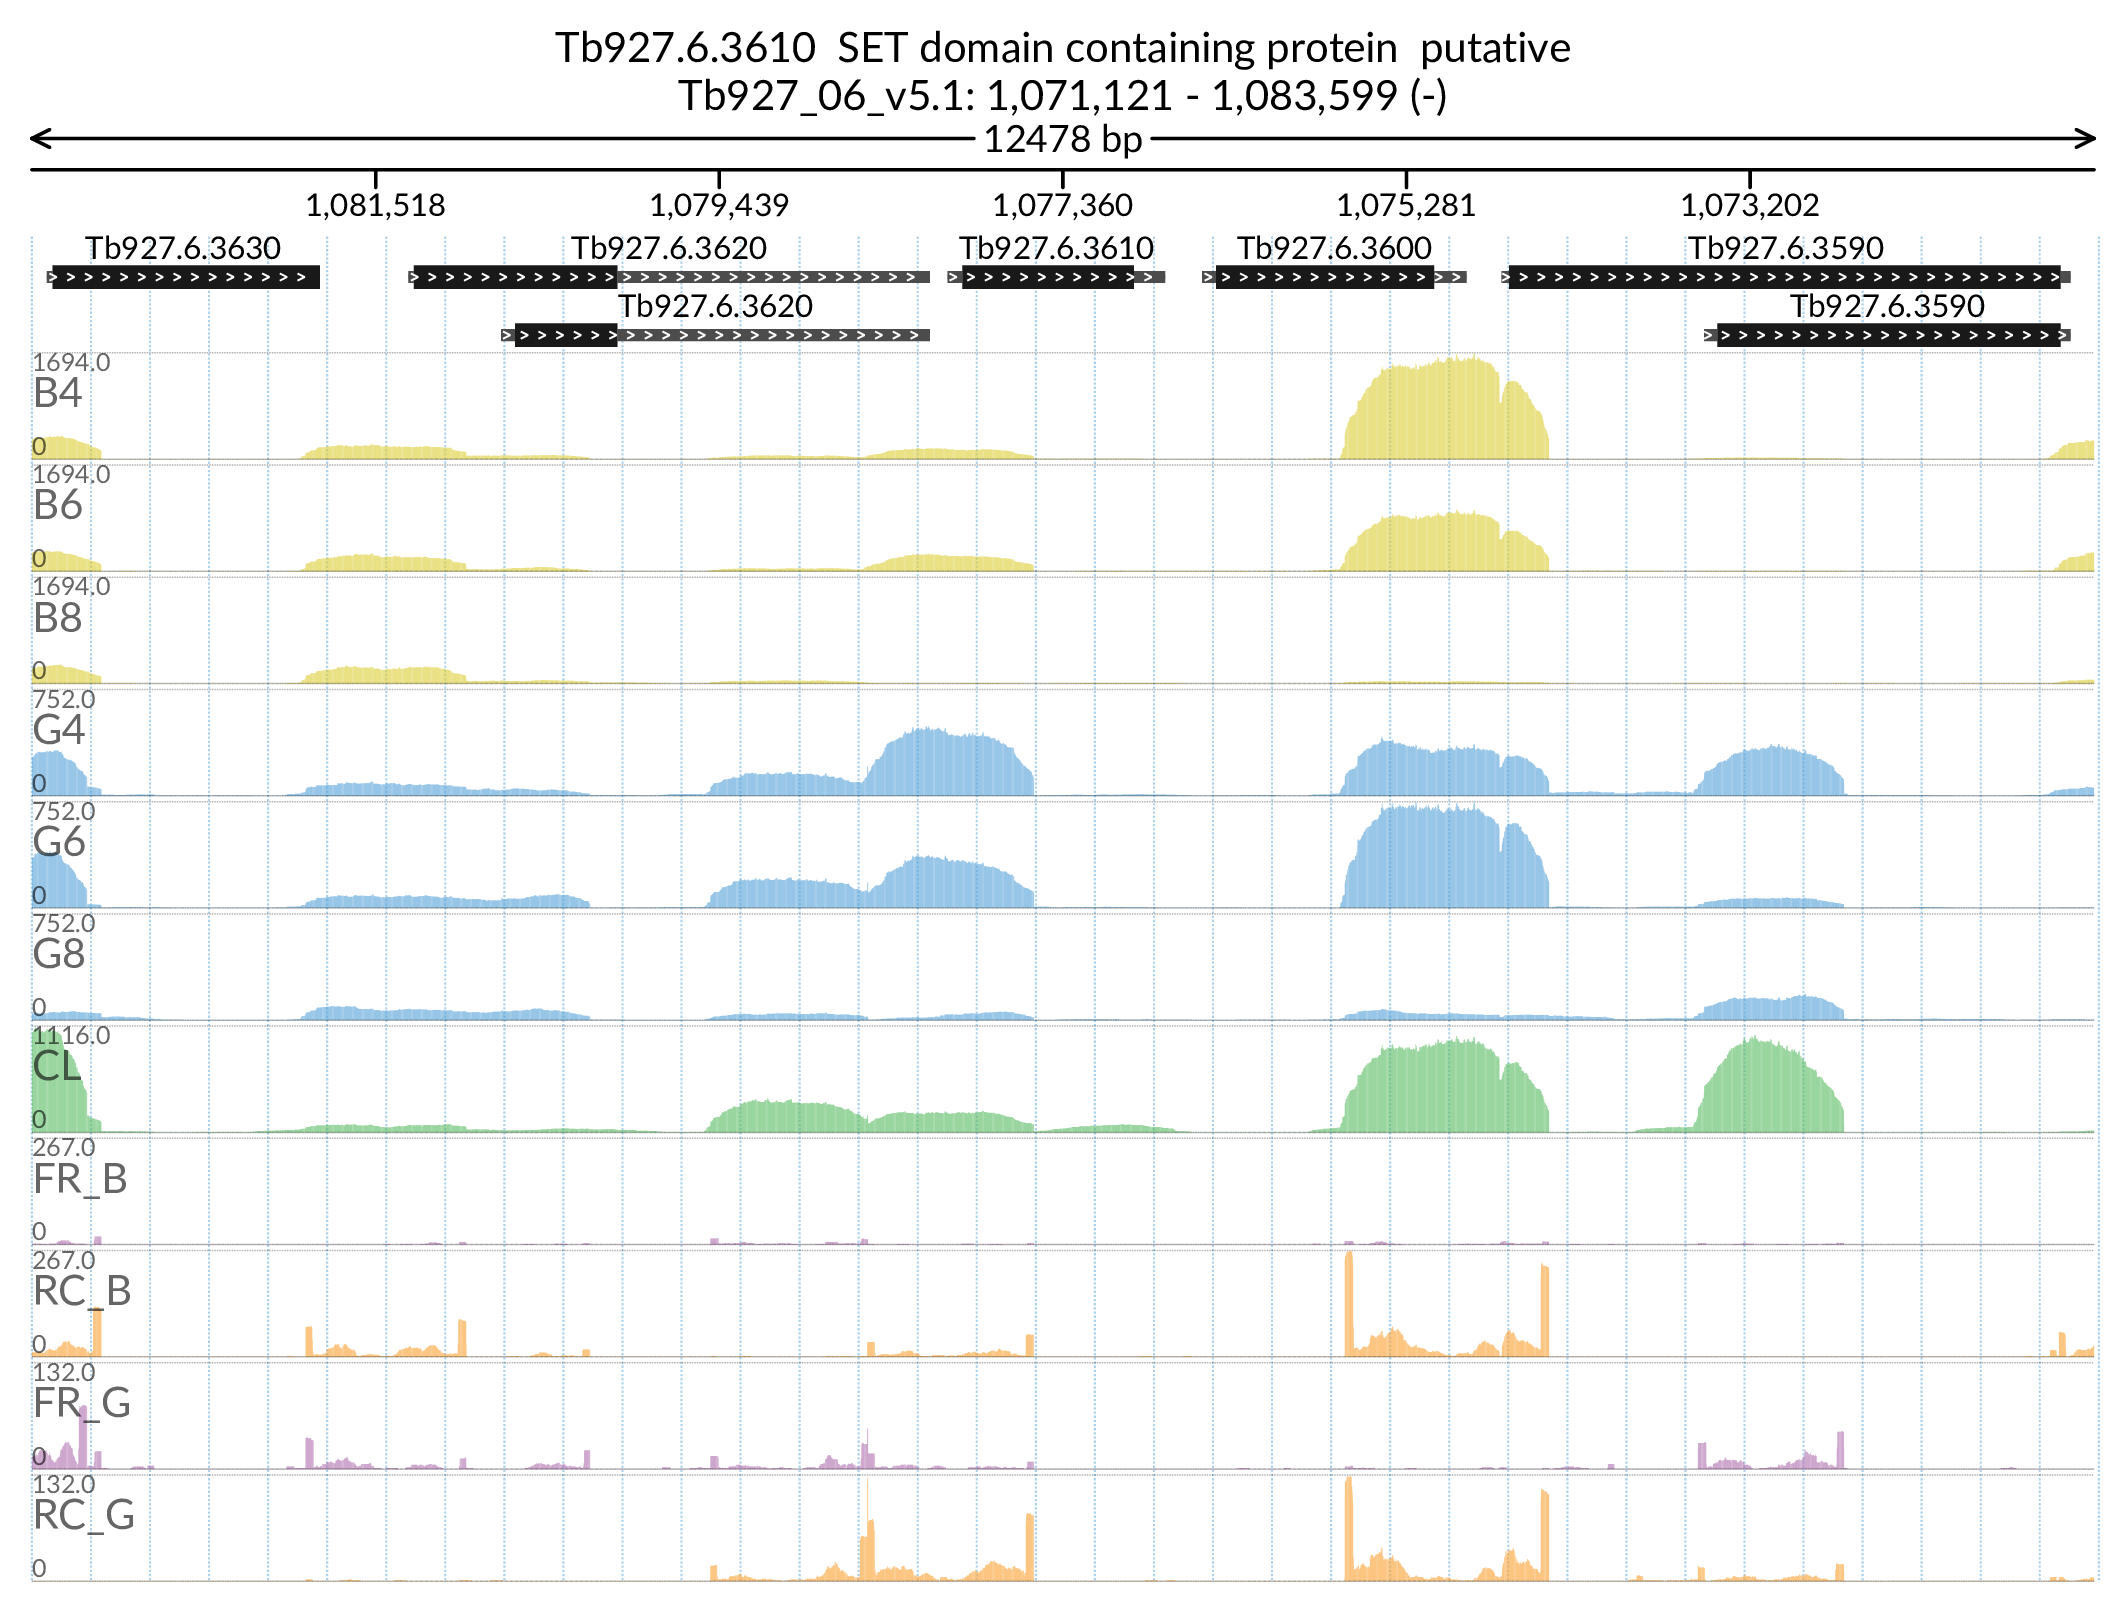 Tb927.6.3610  SET domain containing protein  putative
Tb927_06_v5.1: 1,071,121 - 1,083,599 (-)
12478 bp
1,081,518 1,079,439 1,077,360 1,075,281 1,073,202
Tb927.6.3630 Tb927.6.3620 Tb927.6.3610 Tb927.6.3600 Tb927.6.3590
Tb927.6.3620 Tb927.6.3590
1694.0
B4
0
1694.0
B6
0
1694.0
B8
0
752.0
G4
0
752.0
G6
0
752.0
G8
0
1116.0
CL
0
267.0
FR_B
0
267.0
RC_B
0
132.0
FR_G
0
132.0
RC_G
0